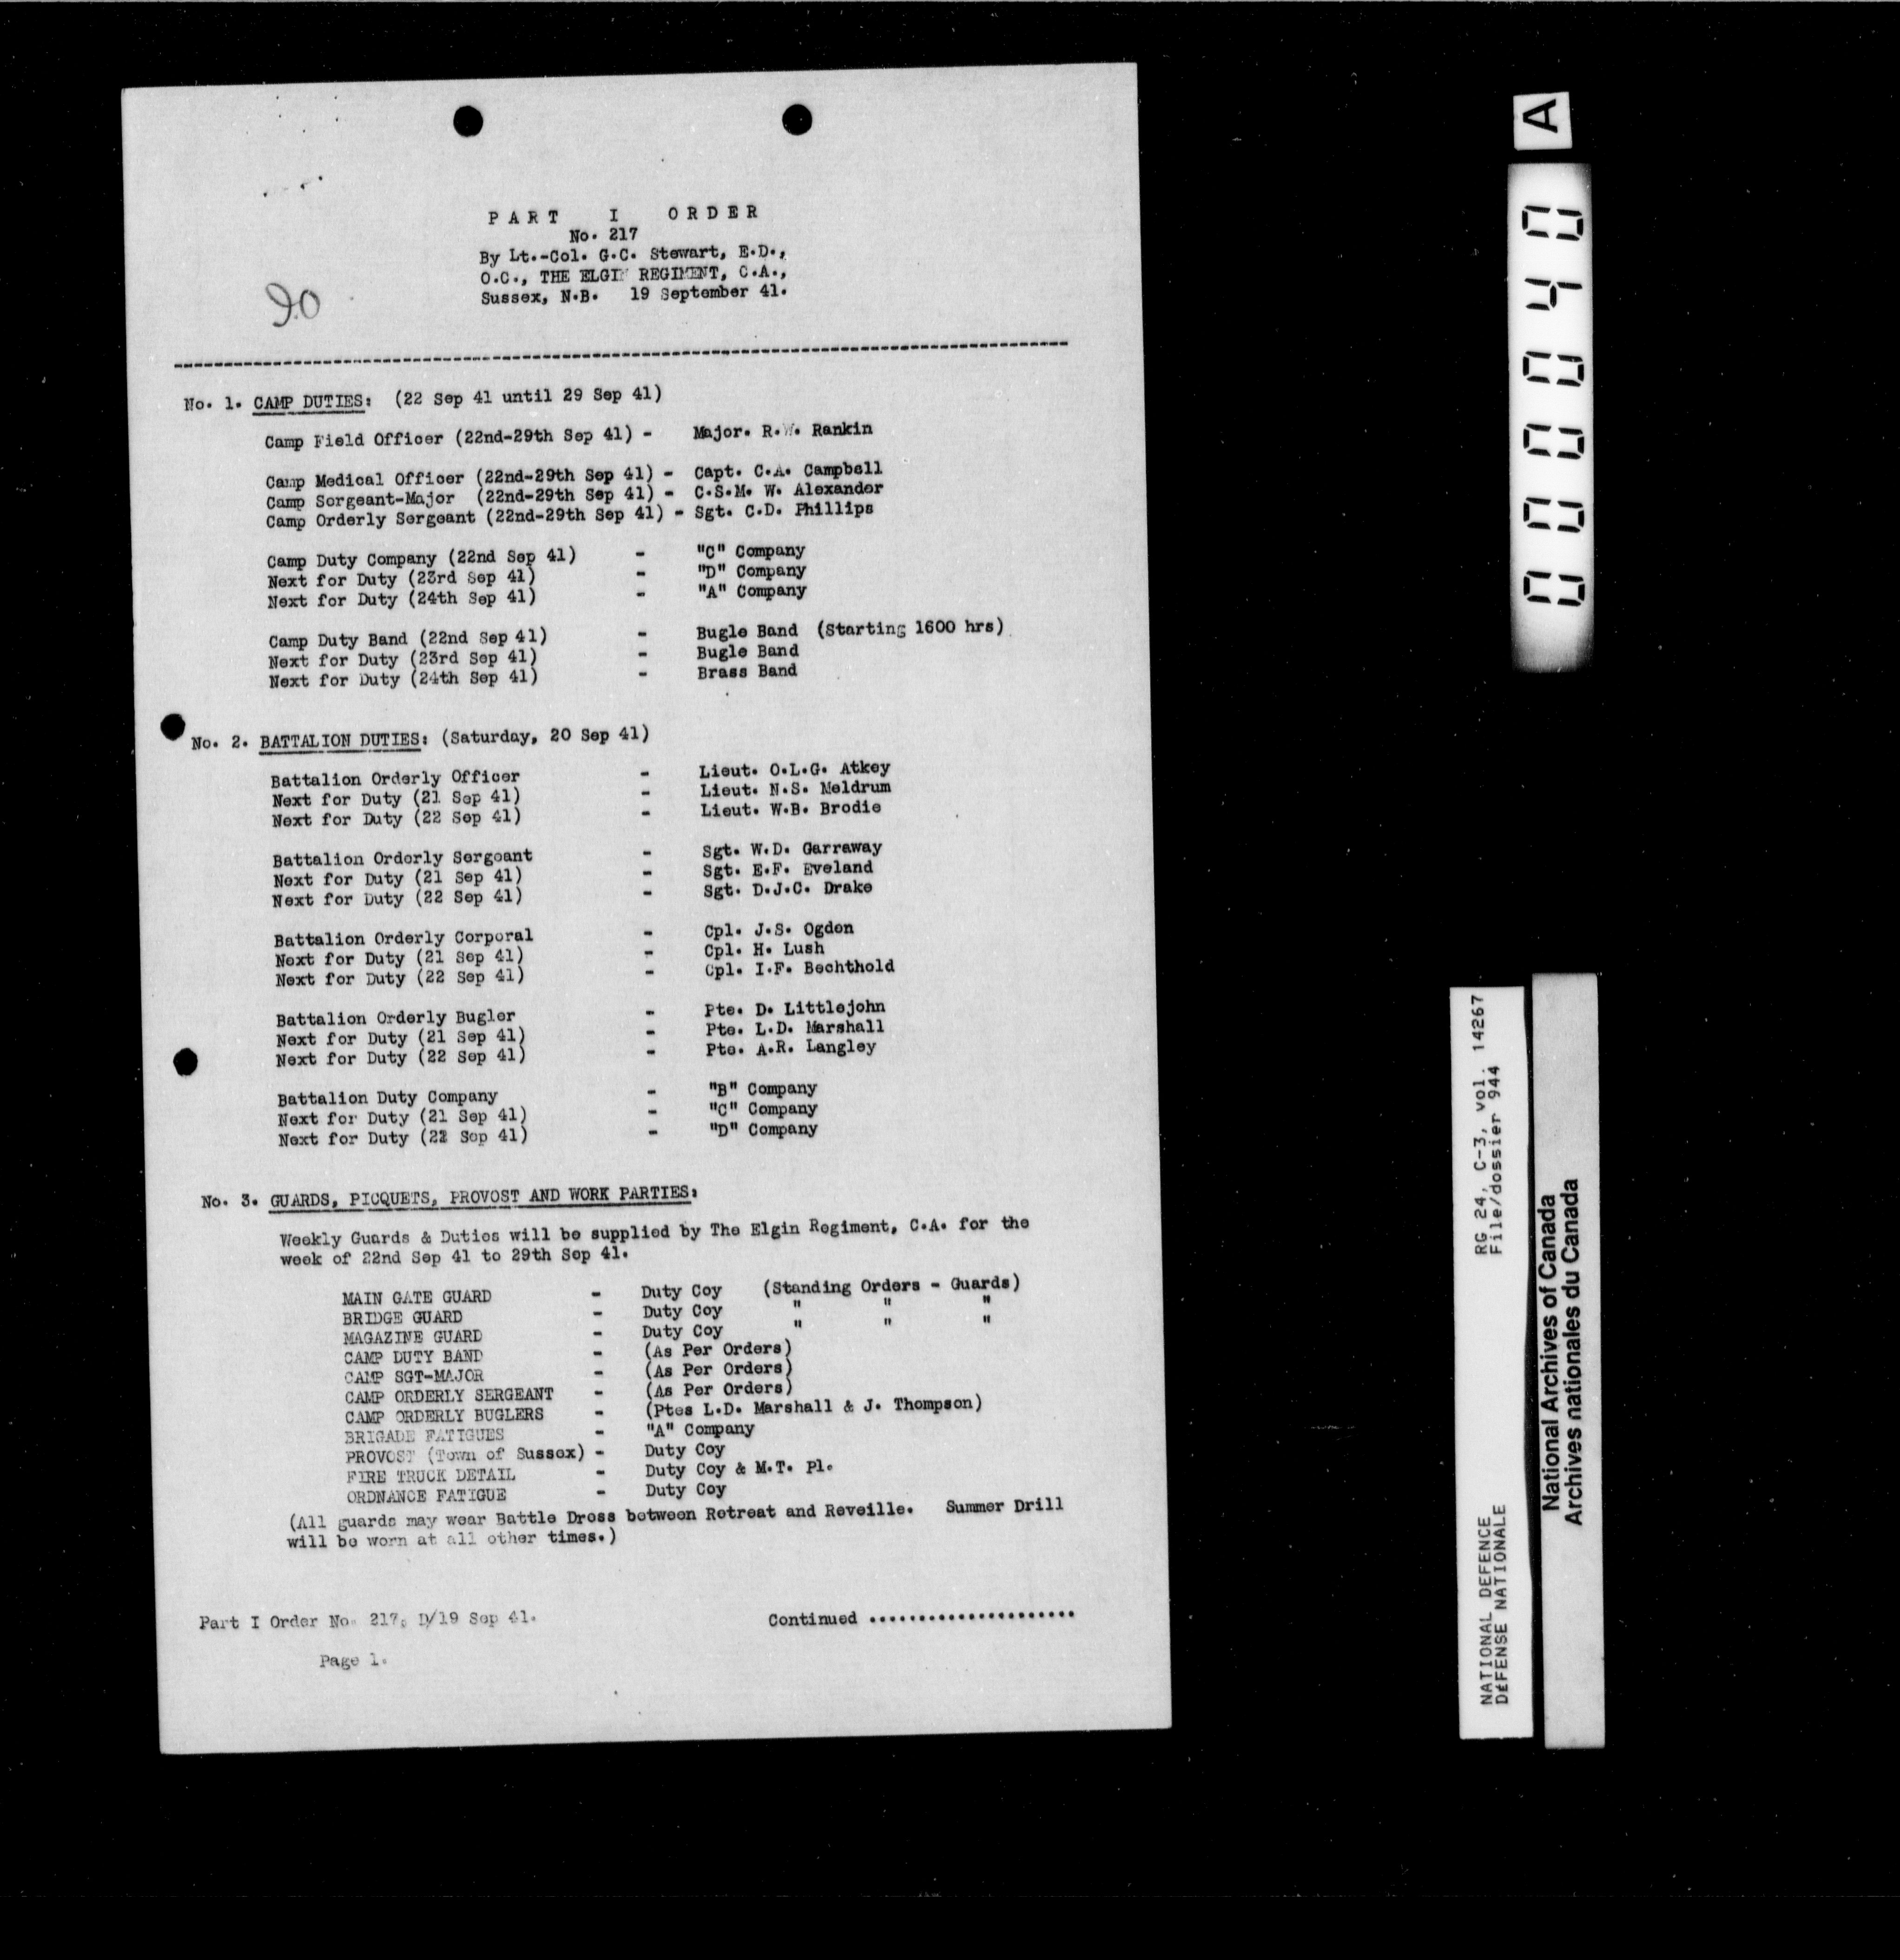 PART I ORDER
No. 217
By Lt.-Col. G.C. Stewart, E.D.,
O.C., THE ELGIN REGIMENT, C.A.,
Sussex, N.B. 19 September 41.
No. 1. CAMP DUTIES: (22 Sep 41 until 29 Sep 41)
Camp Field Officer (22nd-29th Sep 41) - Major. R.W. Rankin
Camp Medical Officer (22nd-29th Sep 41) - Capt. C.A. Campbell
Camp Sergeant-Major (22nd-29th Sep 41) - C.S.M. W. Alexander
Camp Orderly Sergeant (22nd-29th Sep 41) - Sgt. C.D. Phillips
Camp Duty Company (22nd Sep 41) - "C" Company
Next for Duty (23rd Sep 41) - "D" Company
Next for Duty (24th Sep 41) - "A" Company
Camp Duty Band (22nd Sep 41) - Bugle Band (Starting 1600 hrs)
Next for Duty (23rd Sep 41) - Bugle Band
Next for Duty (24th Sep 41) - Brass Band
No. 2. BATTALION DUTIES: (Saturday, 20 Sep 41)
Battalion Orderly Officer - Lieut. O.L.G. Atkey
Next for Duty (21 Sep 41) - Lieut. N.S. Meldrum
Next for Duty (22 Sep 41) - Lieut. W.B. Brodie
Battalion Orderly Sergeant - Sgt. W.D. Garraway
Next for Duty (21 Sep 41) - Sgt. E.F. Eveland
Next for Duty (22 Sep 41) - Sgt. D.J.C. Drake
Battalion Orderly Corporal - Cpl. J.S. Ogden
Next for Duty (21 Sep 41) - Cpl. H. Lush
Next for Duty (22 Sep 41) - Cpl. I.F. Bechthold
Battalion Orderly Bugler - Pte. D. Littlejohn
Next for Duty (21 Sep 41) - Pte. L.D. Marshall
Next for Duty (22 Sep 41) - Pte. A.R. Langley
Battalion Duty Company - "B" Company
Next for Duty (21 Sep 41) - "C" Company
Next for Duty (22 Sep 41) - "D" Company
No. 3. GUARDS, PICQUETS, PROVOST AND WORK PARTIES:
Weekly Guards & Duties will be supplied by The Elgin Regiment, C.A. for the
week of 22nd Sep 41 to 29th Sep 41.
MAIN GATE GUARD - Duty Coy (Standing Orders - Guards)
BRIDGE GUARD - Duty Coy " " "
MAGAZINE GUARD - Duty Coy " " "
CAMP DUTY BAND - (As Per Orders)
CAMP SGT-MAJOR - (As Per Orders)
CAMP ORDERLY SERGEANT - (As Per Orders)
CAMP ORDERLY BUGLERS - (Ptes L.D. Marshall & J. Thompson)
BRIGADE FATIGUES - "A" Company
PROVOST (Town of Sussex) - Duty Coy
FIRE TRUCK DETAIL - Duty Coy & M.T. Pl.
ORDNANCE FATIGUE - Duty Coy
(All guards may wear Battle Dress between Retreat and Reveille. Summer Drill
will be worn at all other times.)
Part I Order No. 217, D/19 Sep 41. Continued .....................
Page 1.
000040 A
RG 24, C-3, vol. 14267
File/dossier 944
NATIONAL DEFENCE
DÉFENSE NATIONALE
National Archives of Canada
Archives nationales du Canada